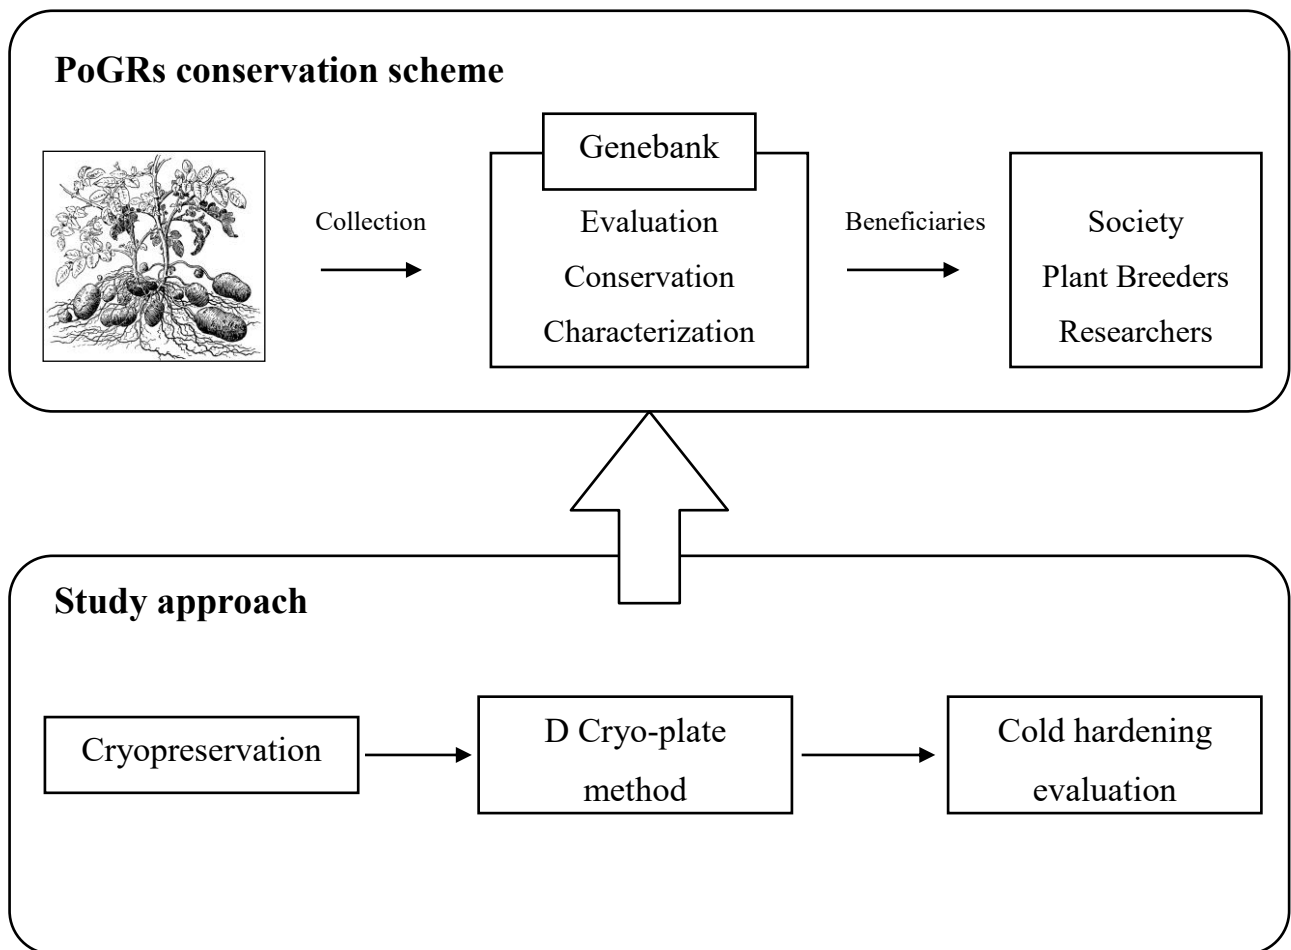 PoGRs conservation scheme
Collection
Genebank
Evaluation
Conservation
Characterization
Beneficiaries
Society
Plant Breeders
Researchers
Study approach
Cryopreservation
D Cryo-plate
method
Cold hardening
evaluation